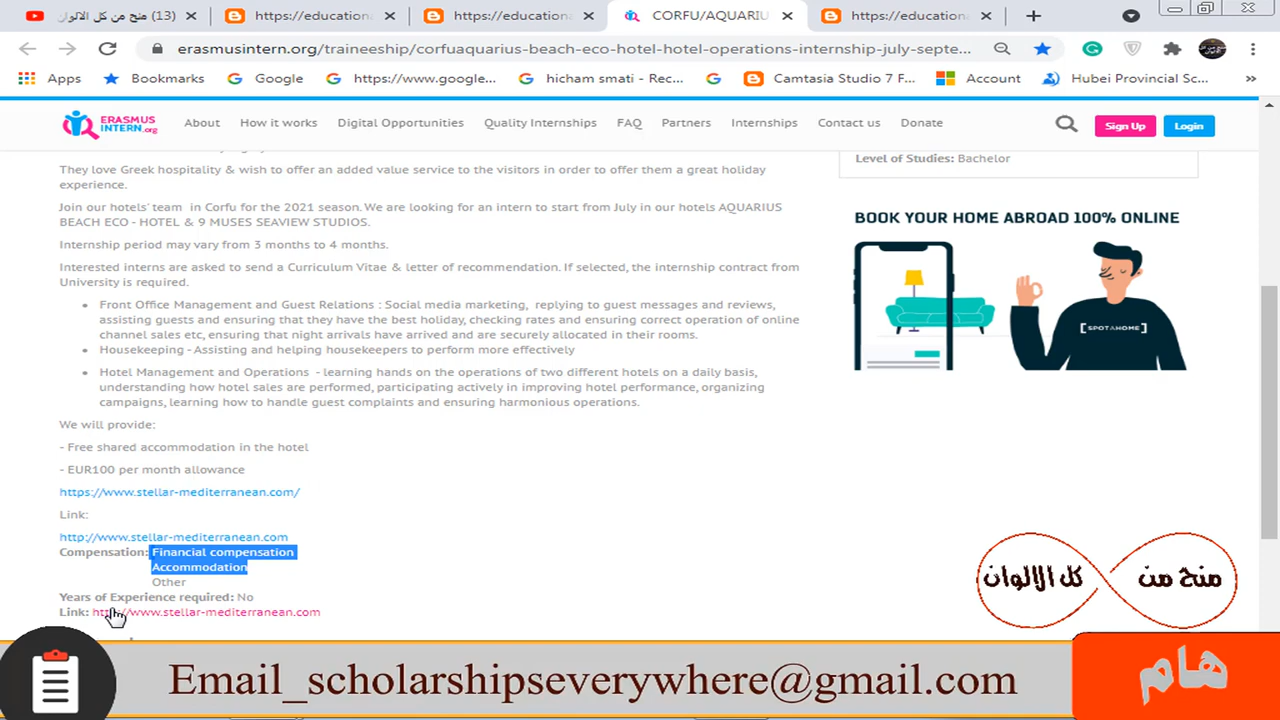 (13) منح من كل الالوان
https://education
https://educationa
CORFU/AQUARIU
https://educationa
erasmusintern.org/traineeship/corfuaquarius-beach-eco-hotel-hotel-operations-internship-july-septe...
Apps
Bookmarks
Google
https://www.google...
hicham smati - Rec...
Camtasia Studio 7 F...
Account
Hubei Provincial Sc...
»
ERASMUS
INTERN.org
About
How it works
Digital Opportunities
Quality Internships
FAQ
Partners
Internships
Contact us
Donate
Sign Up
Login
They love Greek hospitality & wish to offer an added value service to the visitors in order to offer them a great holiday
experience.
Join our hotels' team in Corfu for the 2021 season. We are looking for an intern to start from July in our hotels AQUARIUS
BEACH ECO - HOTEL & 9 MUSES SEAVIEW STUDIOS.
Internship period may vary from 3 months to 4 months.
Interested interns are asked to send a Curriculum Vitae & letter of recommendation. If selected, the internship contract from
University is required.
• Front Office Management and Guest Relations : Social media marketing, replying to guest messages and reviews,
assisting guests and ensuring that they have the best holiday, checking rates and ensuring correct operation of online
channel sales etc, ensuring that night arrivals have arrived and are securely allocated in their rooms.
• Housekeeping - Assisting and helping housekeepers to perform more effectively
• Hotel Management and Operations - learning hands on the operations of two different hotels on a daily basis,
understanding how hotel sales are performed, participating actively in improving hotel performance, organizing
campaigns, learning how to handle guest complaints and ensuring harmonious operations.
We will provide:
- Free shared accommodation in the hotel
- EUR100 per month allowance
https://www.stellar-mediterranean.com/
Link:
http://www.stellar-mediterranean.com
Compensation: Financial compensation
Accommodation
Other
Years of Experience required: No
Link: http://www.stellar-mediterranean.com
Level of Studies: Bachelor
BOOK YOUR HOME ABROAD 100% ONLINE
[SPOTAHOME]
منح من
كل الالوان
Email_scholarshipseverywhere@gmail.com
هام